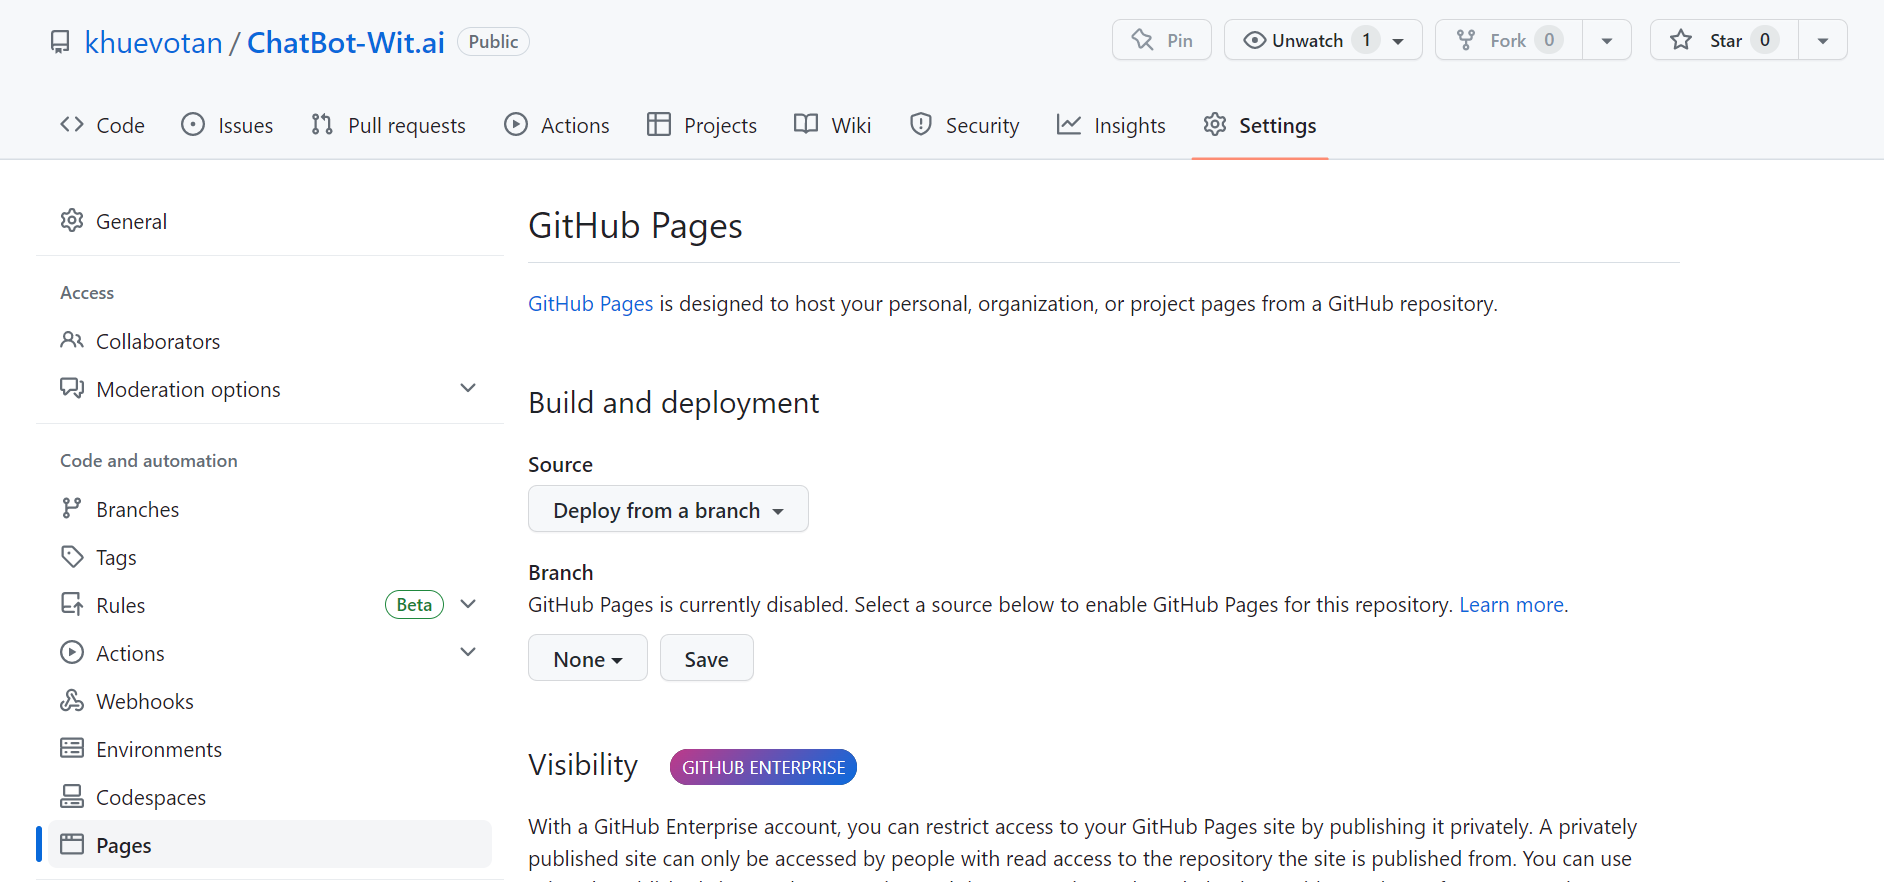 khuevotan / ChatBot-Wit.ai Public
Pin
Unwatch 1
Fork 0
Star 0
Code
Issues
Pull requests
Actions
Projects
Wiki
Security
Insights
Settings
General
Access
Collaborators
Moderation options
Code and automation
Branches
Tags
Rules Beta
Actions
Webhooks
Environments
Codespaces
Pages
GitHub Pages
GitHub Pages is designed to host your personal, organization, or project pages from a GitHub repository.
Build and deployment
Source
Deploy from a branch
Branch
GitHub Pages is currently disabled. Select a source below to enable GitHub Pages for this repository. Learn more.
None
Save
Visibility GITHUB ENTERPRISE
With a GitHub Enterprise account, you can restrict access to your GitHub Pages site by publishing it privately. A privately
published site can only be accessed by people with read access to the repository the site is published from. You can use